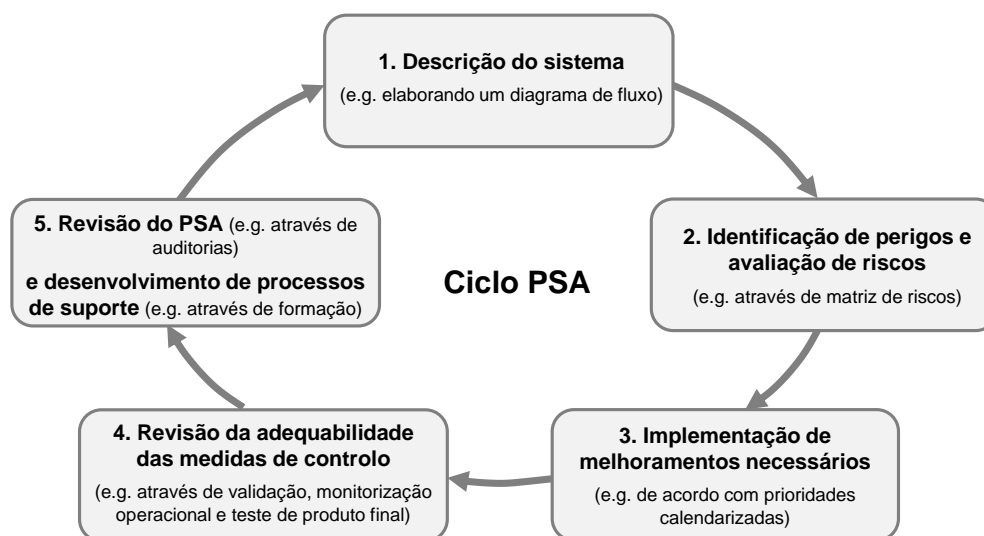 1. Descrição do sistema
(e.g. elaborando um diagrama de fluxo)
2. Identificação de perigos e
avaliação de riscos
(e.g. através de matriz de riscos)
3. Implementação de
melhoramentos necessários
(e.g. de acordo com prioridades
calendarizadas)
4. Revisão da adequabilidade
das medidas de controlo
(e.g. através de validação, monitorização
operacional e teste de produto final)
5. Revisão do PSA (e.g. através de
auditorias)
e desenvolvimento de processos
de suporte (e.g. através de formação)
Ciclo PSA